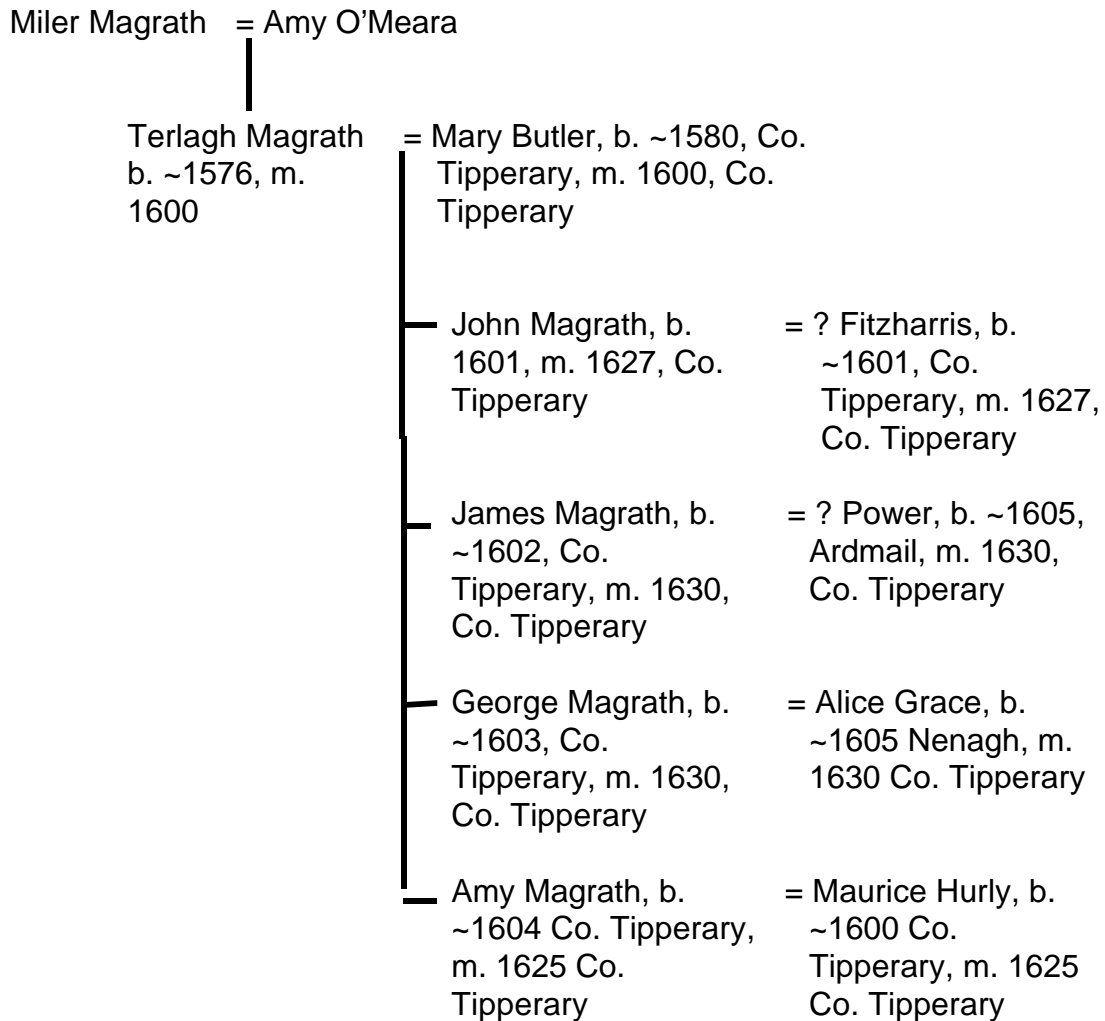 Miler Magrath = Amy O’Meara
Terlagh Magrath
b. ~1576, m.
1600
= Mary Butler, b. ~1580, Co.
Tipperary, m. 1600, Co.
Tipperary
John Magrath, b.
1601, m. 1627, Co.
Tipperary
= ? Fitzharris, b.
~1601, Co.
Tipperary, m. 1627,
Co. Tipperary
James Magrath, b.
~1602, Co.
Tipperary, m. 1630,
Co. Tipperary
= ? Power, b. ~1605,
Ardmail, m. 1630,
Co. Tipperary
George Magrath, b.
~1603, Co.
Tipperary, m. 1630,
Co. Tipperary
= Alice Grace, b.
~1605 Nenagh, m.
1630 Co. Tipperary
Amy Magrath, b.
~1604 Co. Tipperary,
m. 1625 Co.
Tipperary
= Maurice Hurly, b.
~1600 Co.
Tipperary, m. 1625
Co. Tipperary